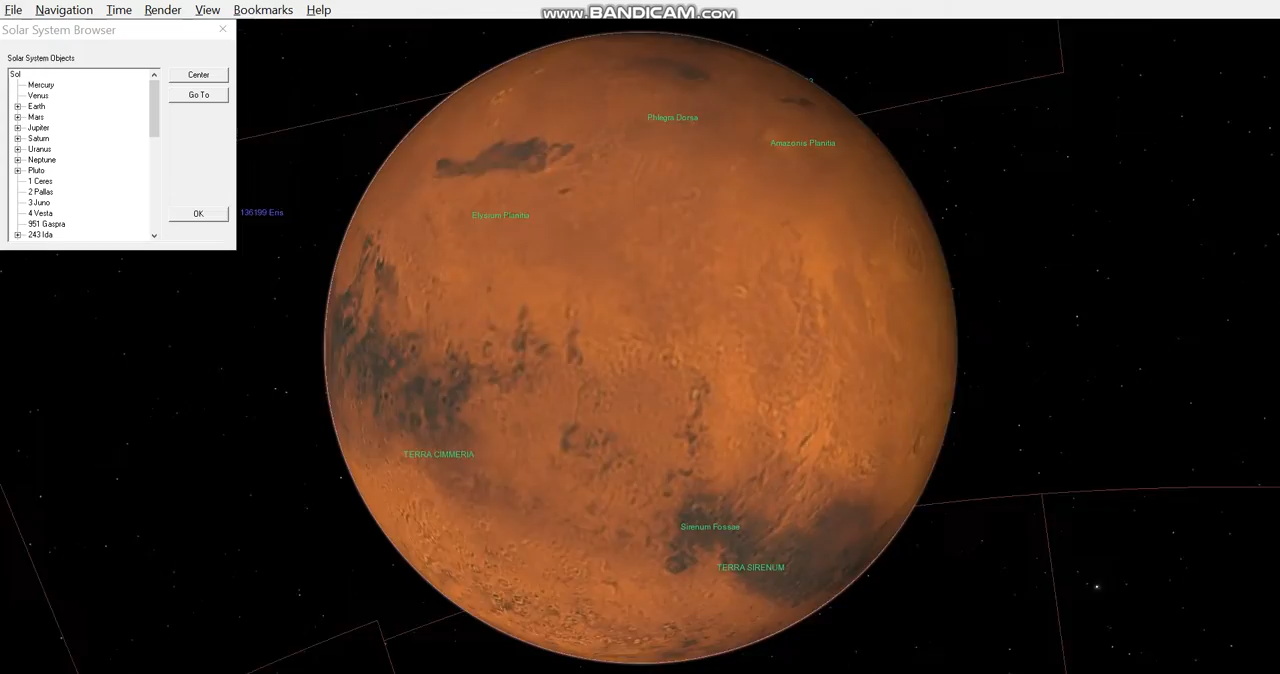 File Navigation Time Render View Bookmarks Help
www.BANDICAM.com
Solar System Browser
Solar System Objects
Sol
Mercury
Venus
Earth
Mars
Jupiter
Saturn
Uranus
Neptune
Pluto
1 Ceres
2 Pallas
3 Juno
4 Vesta
951 Gaspra
243 Ida
Center
Go To
OK
136199 Eris
Phlegra Dorsa
Amazonis Planitia
Elysium Planitia
TERRA CIMMERIA
Sirenum Fossae
TERRA SIRENUM